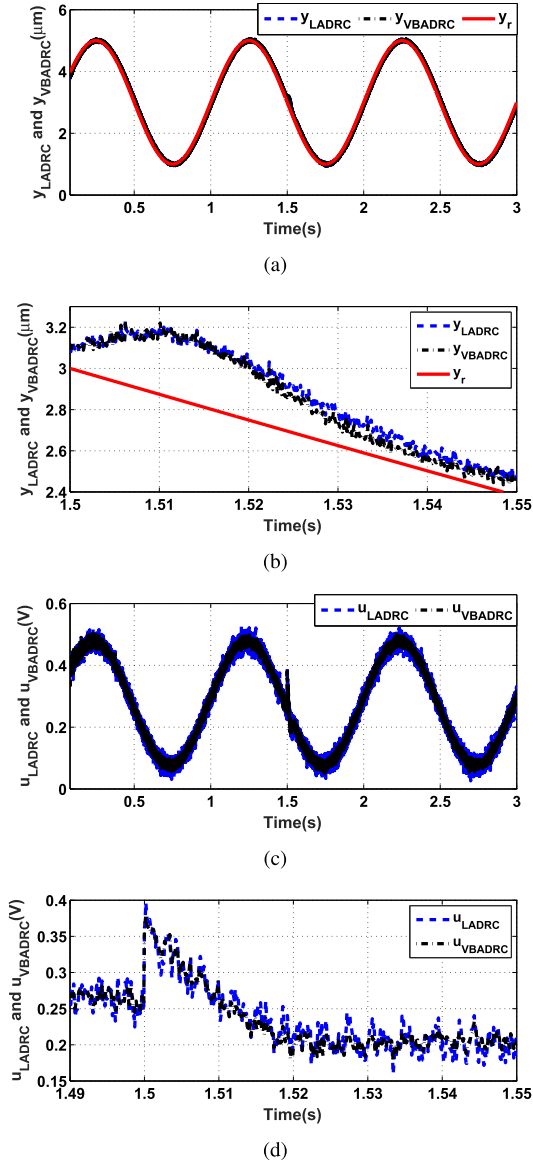 6
4
2
0
y_LADRC and y_VBADRC(μm)
y_LADRC y_VBADRC y_r
0.5 1 1.5 2 2.5 3
Time(s)
(a)
3.2
3
2.8
2.6
2.4
y_LADRC and y_VBADRC(μm)
y_LADRC
y_VBADRC
y_r
1.5 1.51 1.52 1.53 1.54 1.55
Time(s)
(b)
0.6
0.4
0.2
0
u_LADRC and u_VBADRC(V)
u_LADRC u_VBADRC
0.5 1 1.5 2 2.5 3
Time(s)
(c)
0.4
0.35
0.3
0.25
0.2
0.15
u_LADRC and u_VBADRC(V)
u_LADRC
u_VBADRC
1.49 1.5 1.51 1.52 1.53 1.54 1.55
Time(s)
(d)